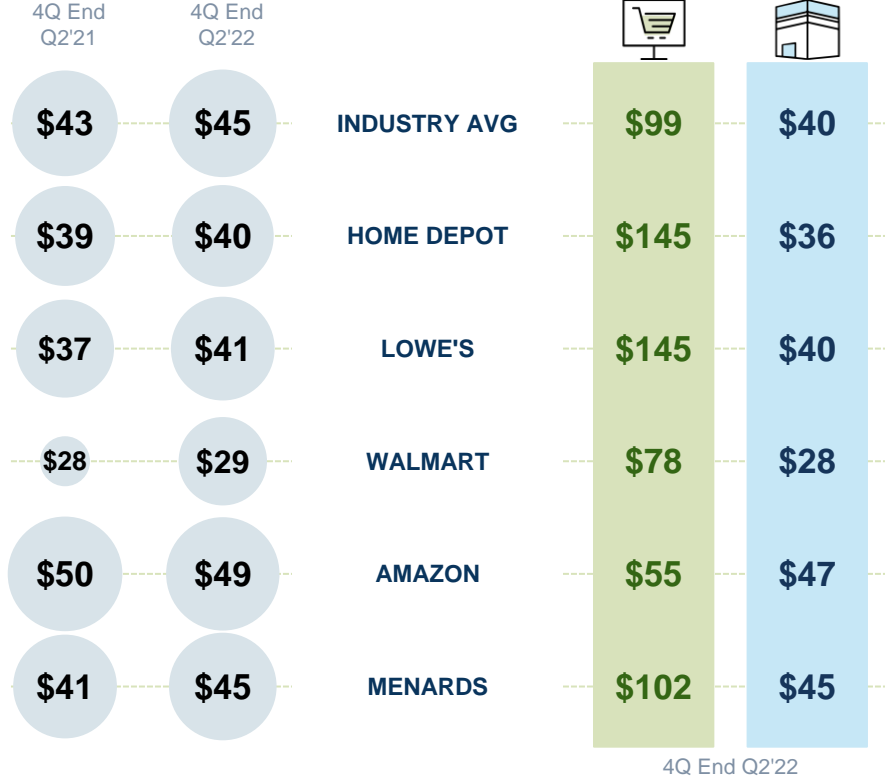 4Q End
Q2'21
4Q End
Q2'22
$43 $45 INDUSTRY AVG $99 $40
$39 $40 HOME DEPOT $145 $36
$37 $41 LOWE'S $145 $40
$28 $29 WALMART $78 $28
$50 $49 AMAZON $55 $47
$41 $45 MENARDS $102 $45
4Q End Q2'22